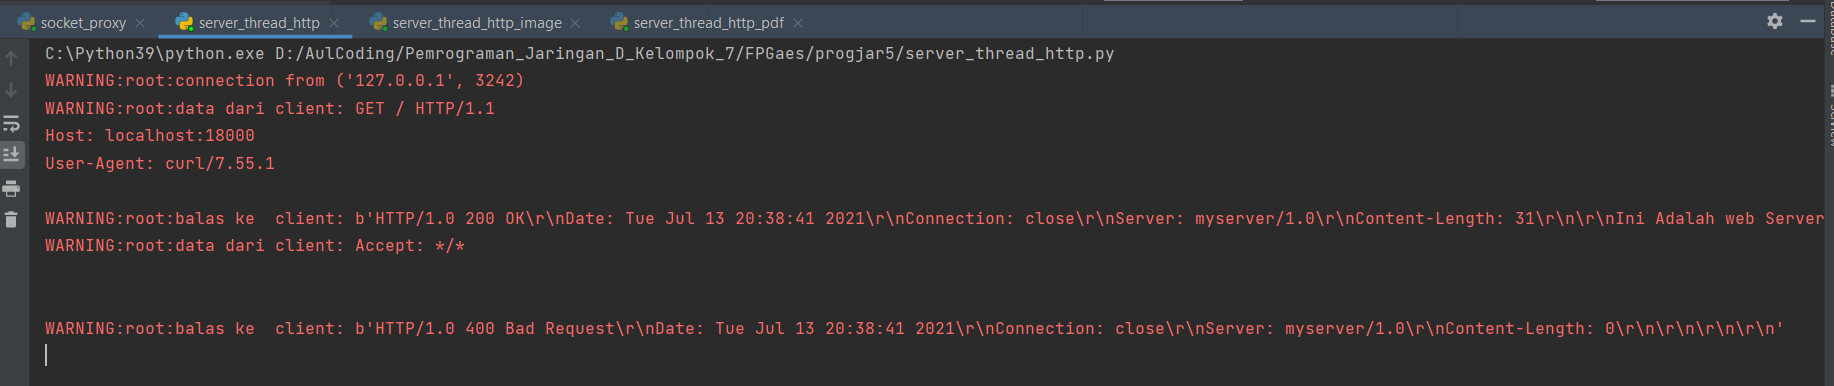 socket_proxy server_thread_http server_thread_http_image server_thread_http_pdf
C:\Python39\python.exe D:/AulCoding/Pemrograman_Jaringan_D_Kelompok_7/FPGaes/progjar5/server_thread_http.py
WARNING:root:connection from ('127.0.0.1', 3242)
WARNING:root:data dari client: GET / HTTP/1.1
Host: localhost:18000
User-Agent: curl/7.55.1
WARNING:root:balas ke  client: b'HTTP/1.0 200 OK\r\nDate: Tue Jul 13 20:38:41 2021\r\nConnection: close\r\nServer: myserver/1.0\r\nContent-Length: 31\r\n\r\nIni Adalah web Server
WARNING:root:data dari client: Accept: */*
WARNING:root:balas ke  client: b'HTTP/1.0 400 Bad Request\r\nDate: Tue Jul 13 20:38:41 2021\r\nConnection: close\r\nServer: myserver/1.0\r\nContent-Length: 0\r\n\r\n\r\n\r\n'